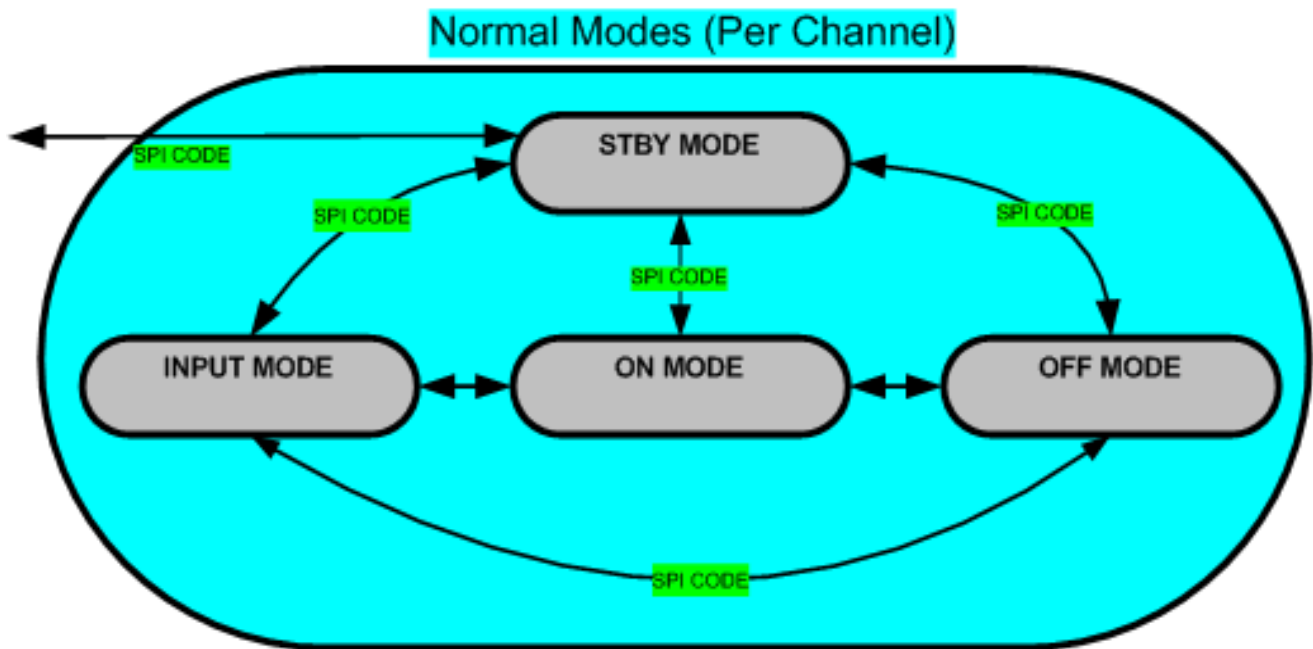 Normal Modes (Per Channel)
STBY MODE
SPI CODE
SPI CODE
SPI CODE
SPI CODE
INPUT MODE
ON MODE
OFF MODE
SPI CODE